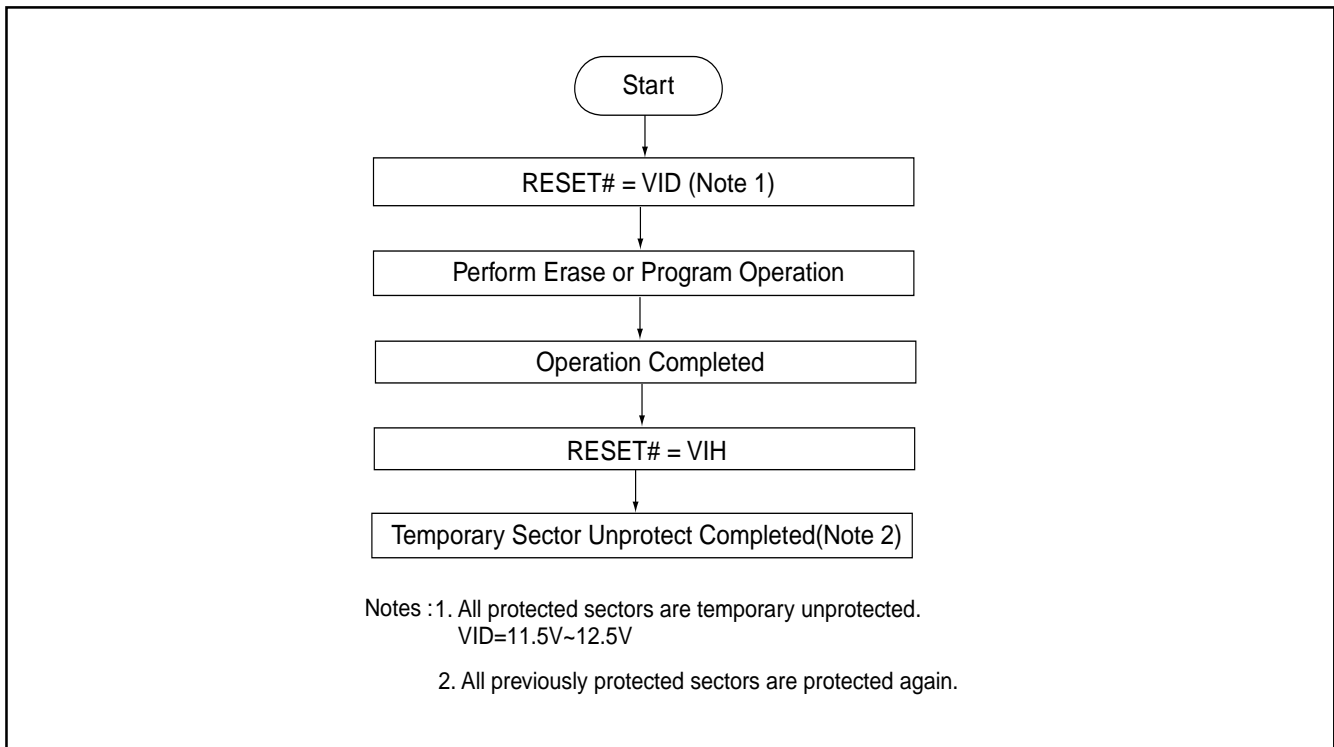 Start
RESET# = VID (Note 1)
Perform Erase or Program Operation
Operation Completed
RESET# = VIH
Temporary Sector Unprotect Completed(Note 2)
Notes :1. All protected sectors are temporary unprotected.
VID=11.5V~12.5V
2. All previously protected sectors are protected again.